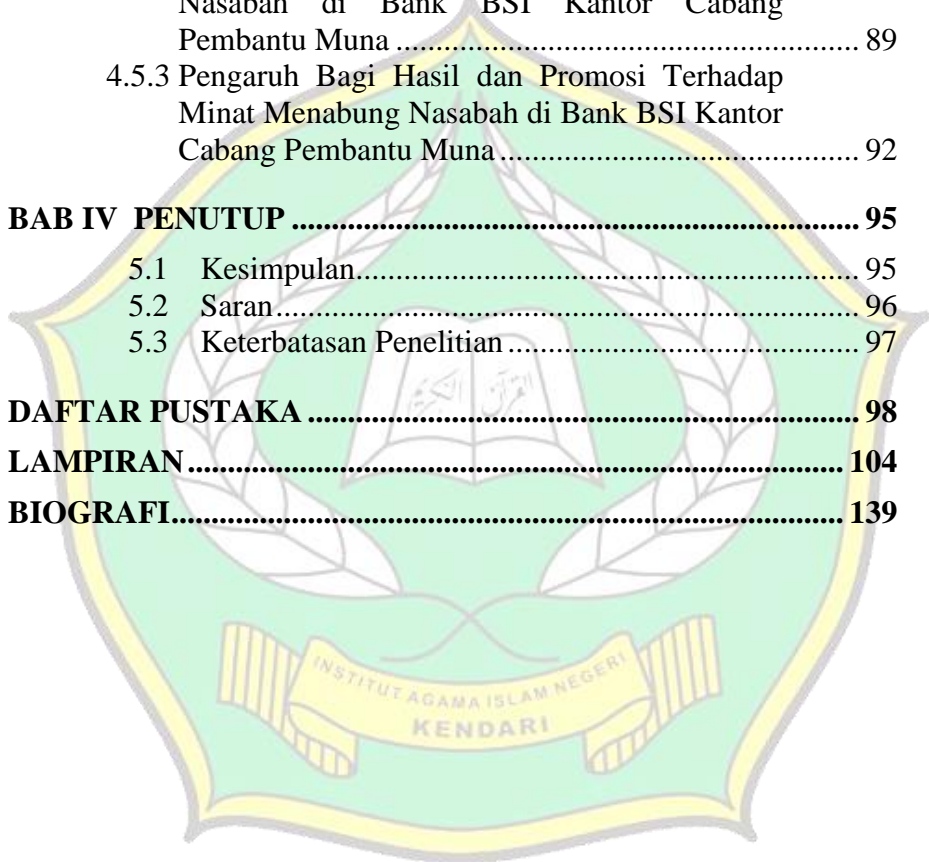 Nasabah di Bank BSI Kantor Cabang
Pembantu Muna ............................................................. 89
4.5.3 Pengaruh Bagi Hasil dan Promosi Terhadap
Minat Menabung Nasabah di Bank BSI Kantor
Cabang Pembantu Muna ............................................... 92
BAB IV PENUTUP ........................................................................... 95
5.1 Kesimpulan................................................................... 95
5.2 Saran............................................................................. 96
5.3 Keterbatasan Penelitian ............................................... 97
DAFTAR PUSTAKA ......................................................................... 98
القرآن الكريم
LAMPIRAN ....................................................................................... 104
BIOGRAFI......................................................................................... 139
INSTITUT AGAMA ISLAM NEGERI
KENDARI